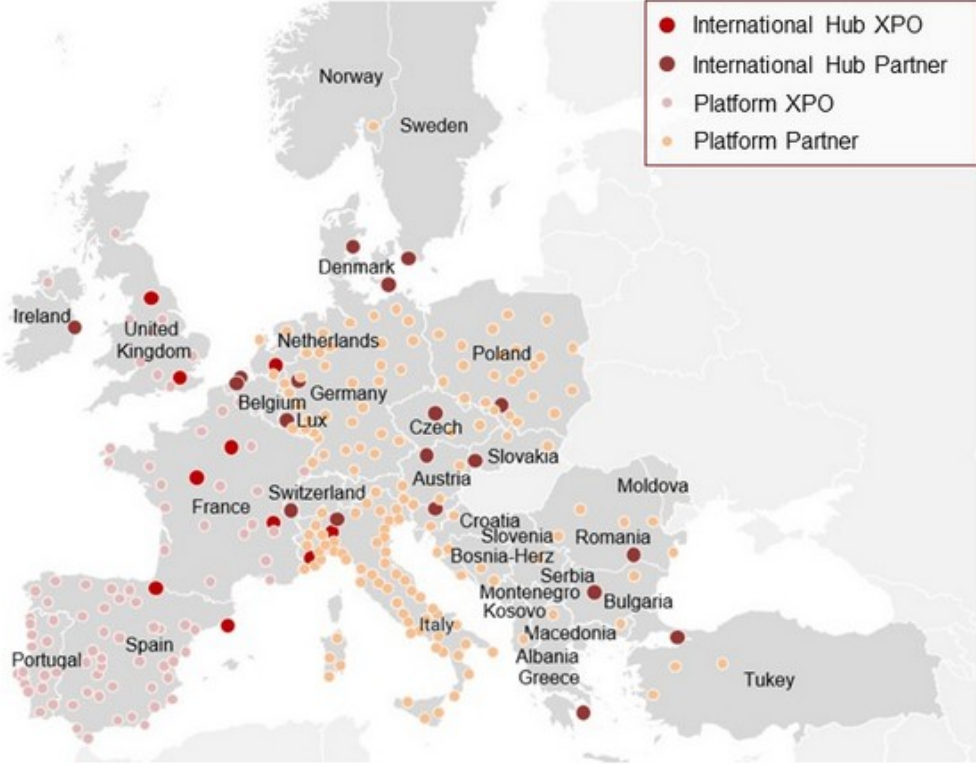 International Hub XPO
International Hub Partner
Platform XPO
Platform Partner
Norway
Sweden
Denmark
Ireland
United
Kingdom
Netherlands
Poland
Belgium
Germany
Lux
Czech
Slovakia
Austria
Switzerland
France
Moldova
Croatia
Slovenia
Romania
Bosnia-Herz
Serbia
Montenegro
Bulgaria
Kosovo
Italy
Macedonia
Spain
Portugal
Albania
Greece
Tukey